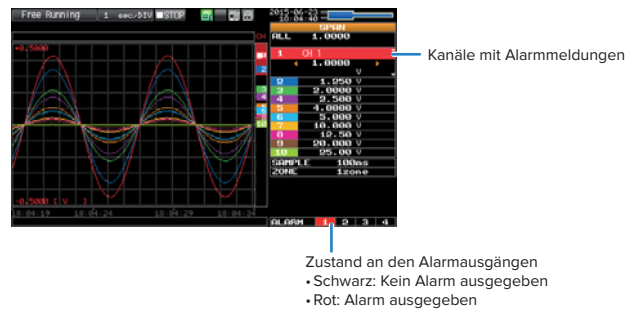 Free Running 1 sec/DIV STOP
2015-06-23
18:04:40
SPAN
ALL 1.0000
CH
+0.5000
1 CH 1
1.0000
V
2 1.250 V
3 2.0000 V
4 2.500 V
5 4.0000 V
6 5.000 V
7 10.000 V
8 12.50 V
9 20.000 V
10 25.00 V
SAMPLE 100ms
ZONE 1zone
-0.5000 [ V ]
18:04:19 18:04:24 18:04:29 18:04:34
ALARM 1 2 3 4
Kanäle mit Alarmmeldungen
Zustand an den Alarmausgängen
• Schwarz: Kein Alarm ausgegeben
• Rot: Alarm ausgegeben